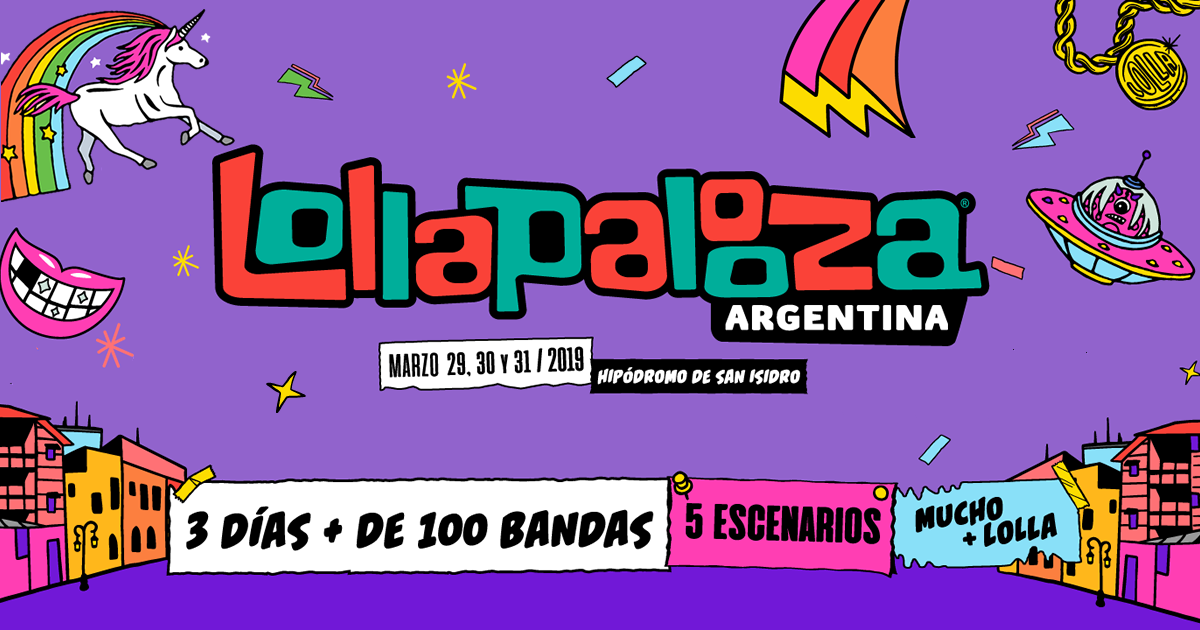 Lollapalooza®
ARGENTINA
MARZO 29, 30 y 31 / 2019
HIPÓDROMO DE SAN ISIDRO
3 DÍAS + DE 100 BANDAS
5 ESCENARIOS
MUCHO
+ LOLLA
LOLLA